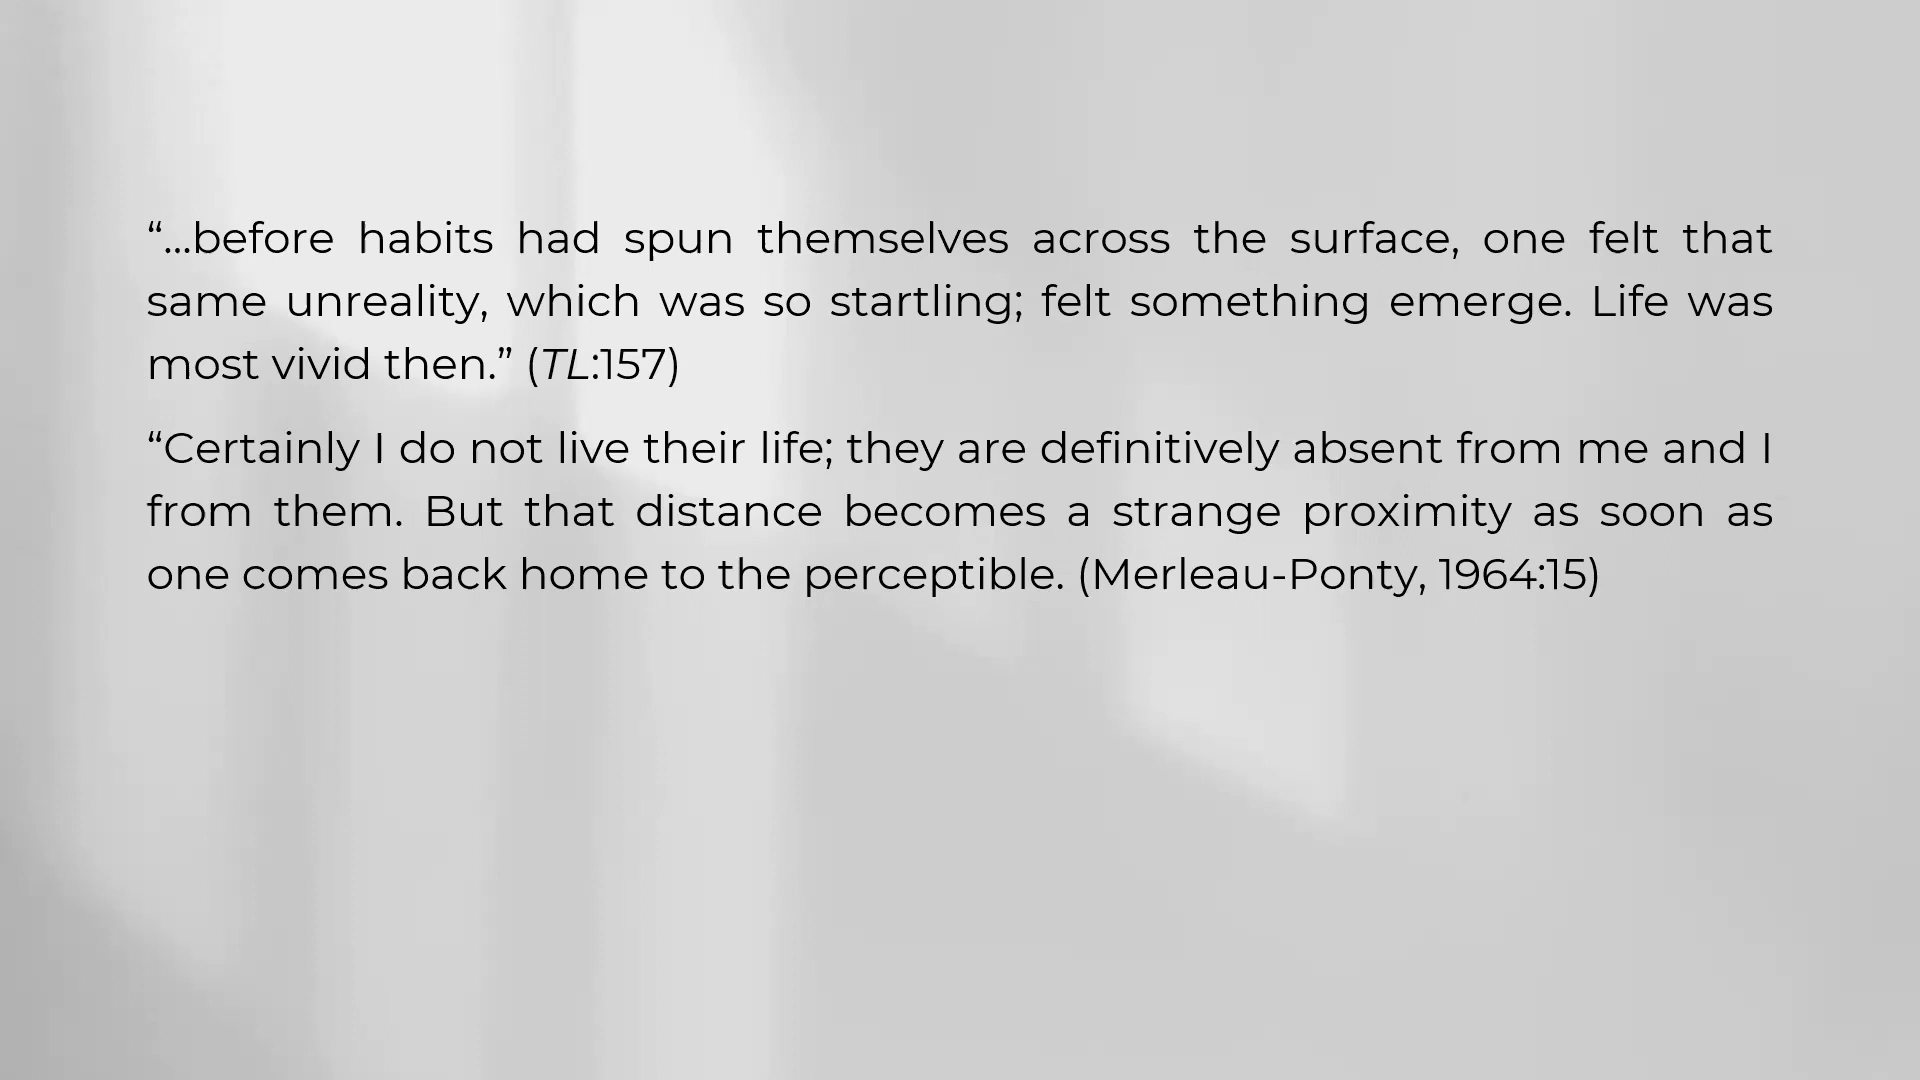 “...before habits had spun themselves across the surface, one felt that
same unreality, which was so startling; felt something emerge. Life was
most vivid then.” (TL:157)
“Certainly I do not live their life; they are definitively absent from me and I
from them. But that distance becomes a strange proximity as soon as
one comes back home to the perceptible. (Merleau-Ponty, 1964:15)